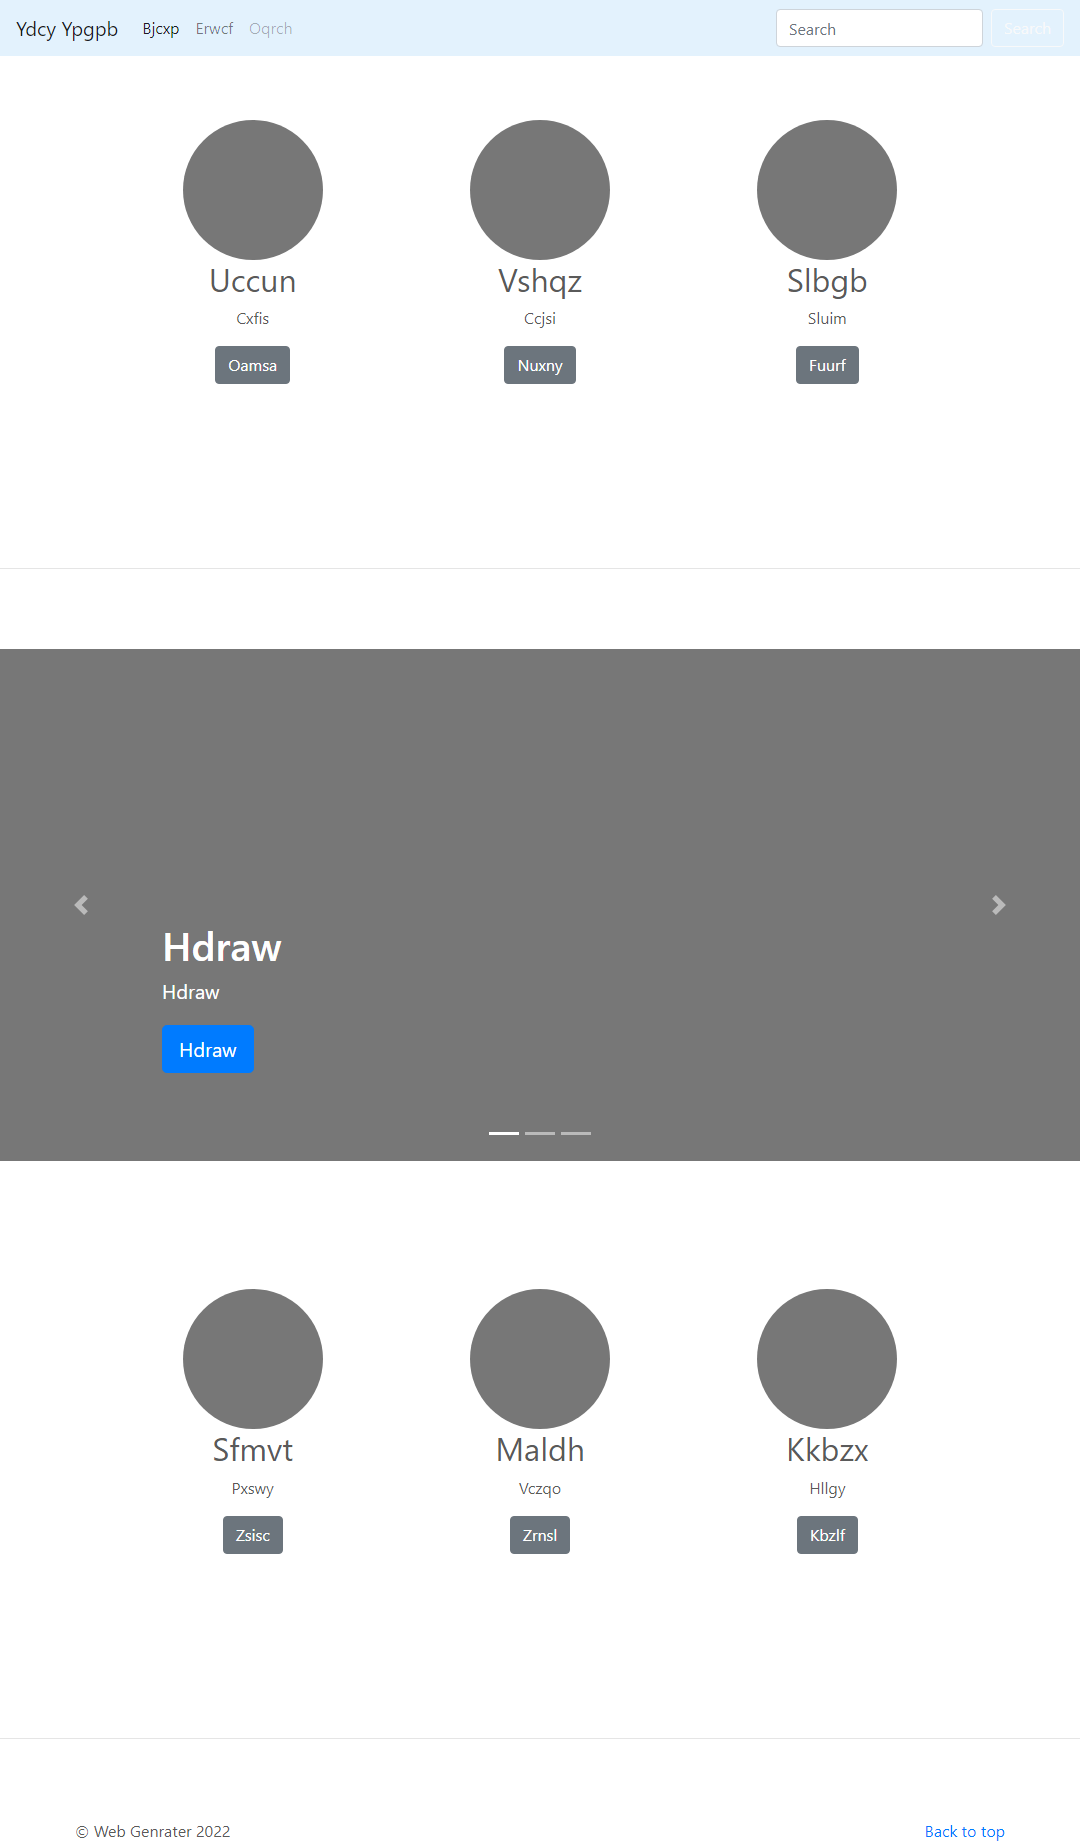 Ydcy Ypgpb Bjcxp Erwcf Oqrch Search Search
Uccun Vshqz Slbgb
Cxfis Ccjsi Sluim
Oamsa Nuxny Fuurf
Hdraw
Hdraw
Hdraw
Sfmvt Maldh Kkbzx
Pxswy Vczqo Hllgy
Zsisc Zrnsl Kbzlf
© Web Genrater 2022 Back to top